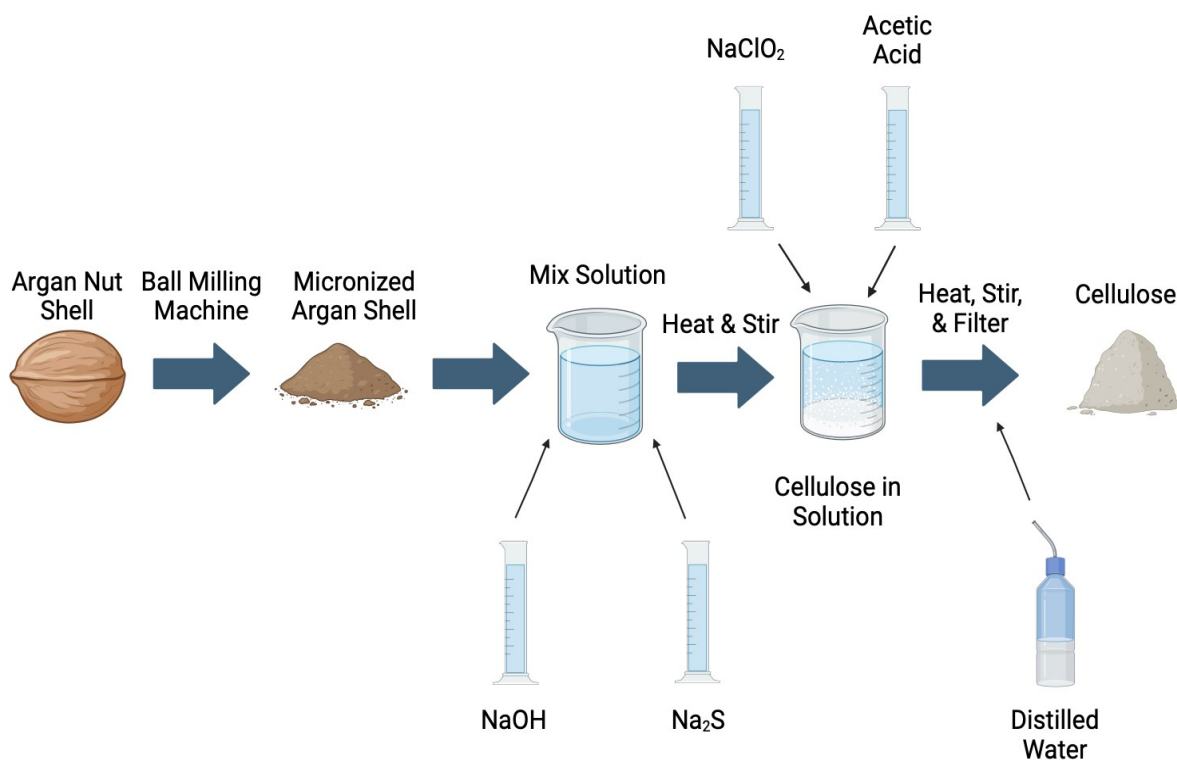 NaClO₂
Acetic
Acid
Argan Nut
Shell
Ball Milling
Machine
Micronized
Argan Shell
Mix Solution
Heat & Stir
Heat, Stir,
& Filter
Cellulose
Cellulose in
Solution
NaOH
Na₂S
Distilled
Water